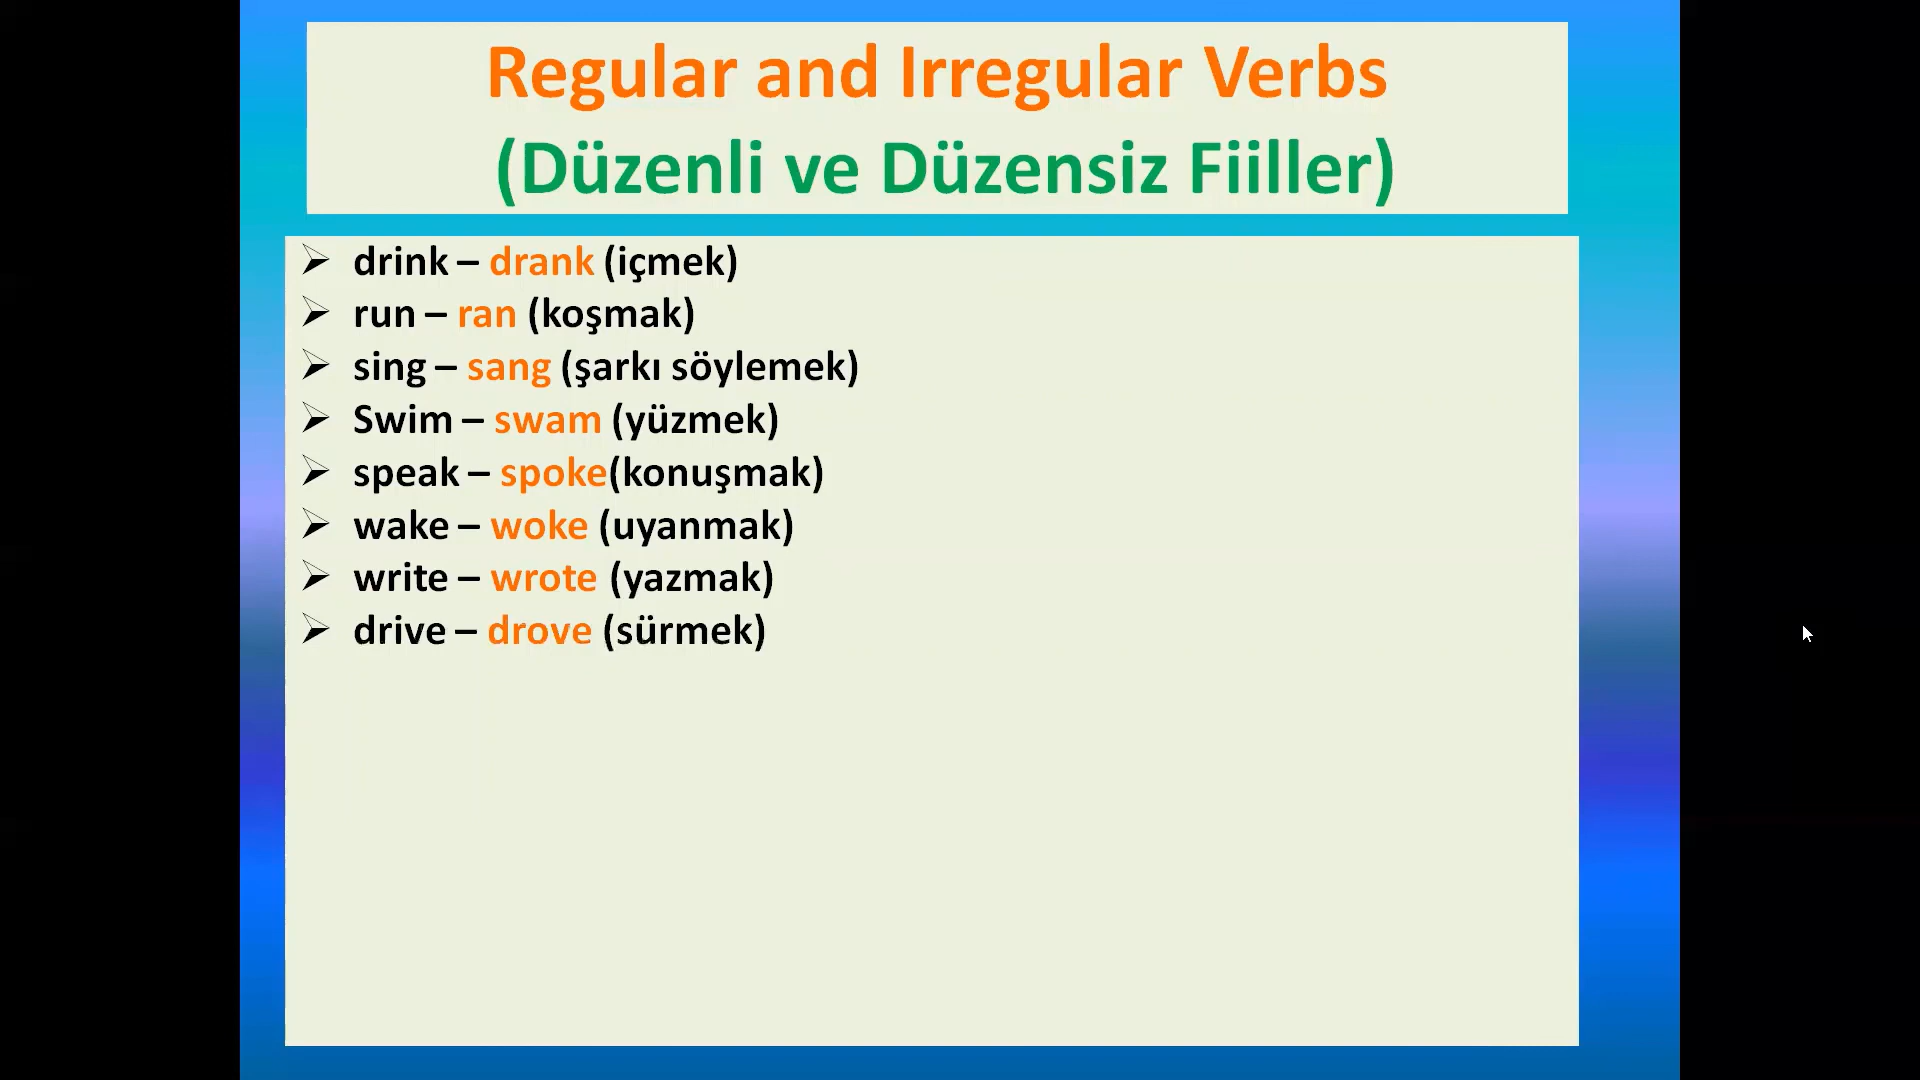 Regular and Irregular Verbs
(Düzenli ve Düzensiz Fiiller)
➢ drink – drank (içmek)
➢ run – ran (koşmak)
➢ sing – sang (şarkı söylemek)
➢ Swim – swam (yüzmek)
➢ speak – spoke(konuşmak)
➢ wake – woke (uyanmak)
➢ write – wrote (yazmak)
➢ drive – drove (sürmek)